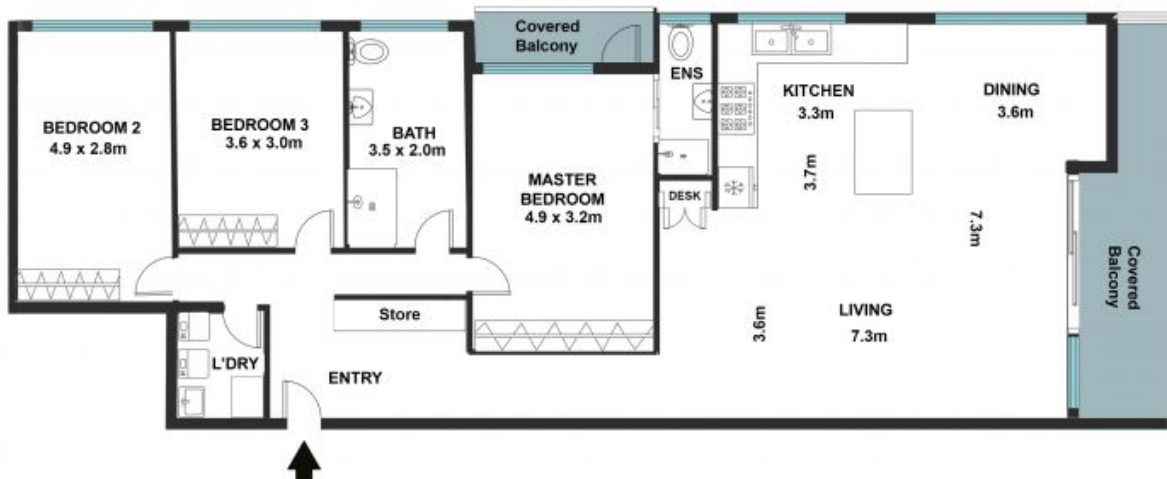 Covered
Balcony
BEDROOM 2
4.9 x 2.8m
BEDROOM 3
3.6 x 3.0m
BATH
3.5 x 2.0m
MASTER
BEDROOM
4.9 x 3.2m
ENS
DESK
KITCHEN
3.3m
3.7m
DINING
3.6m
7.3m
Covered
Balcony
LIVING
7.3m
3.6m
Store
L'DRY
ENTRY